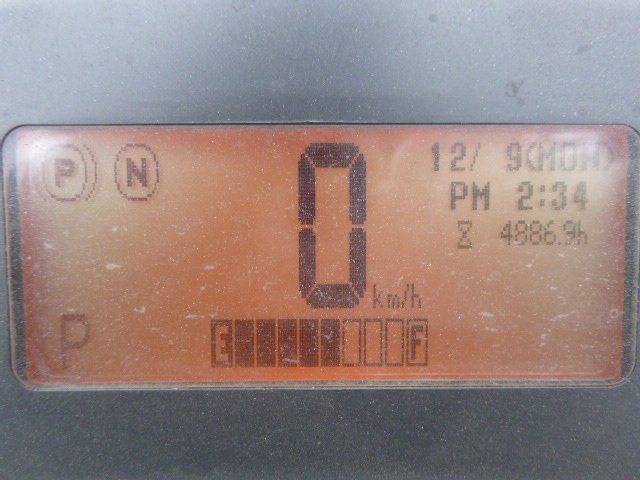 P N
12/ 9(MON)
PM 2:34
4886.9h
0 km/h
P
E F